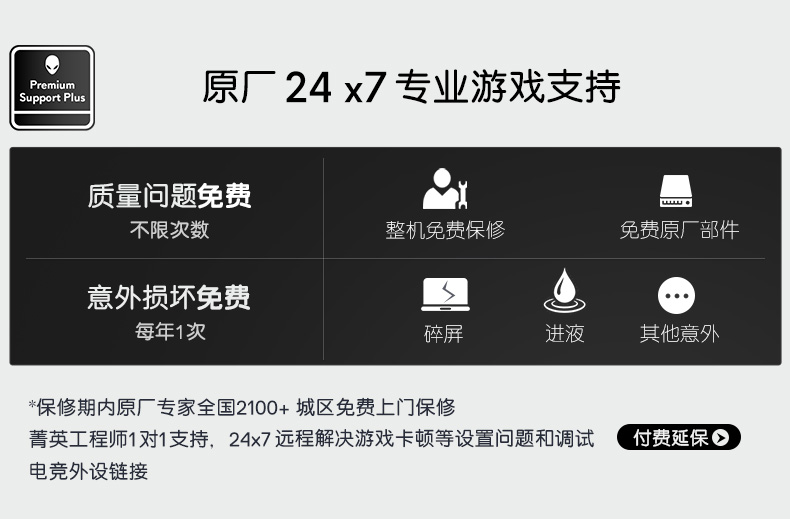 Premium
Support Plus
原厂 24 x7 专业游戏支持
质量问题免费
不限次数
整机免费保修
免费原厂部件
意外损坏免费
每年1次
碎屏
进液
其他意外
*保修期内原厂专家全国2100+ 城区免费上门保修
菁英工程师1对1支持，24x7 远程解决游戏卡顿等设置问题和调试
电竞外设链接
付费延保